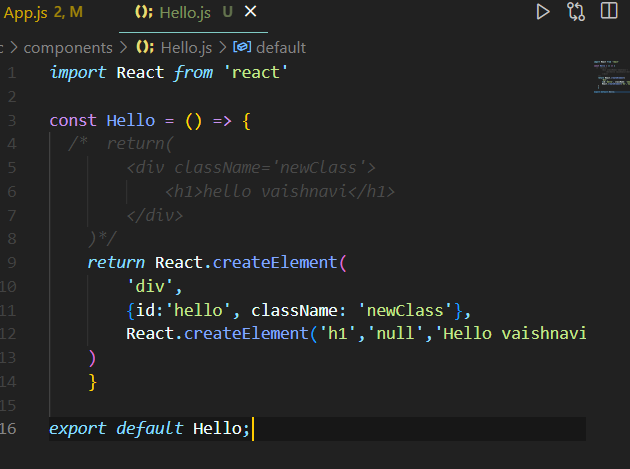 App.js 2, M
Hello.js U
c > components > Hello.js > default
1 import React from 'react'
2
3 const Hello = () => {
4 /* return(
5 <div className='newClass'>
6 <h1>hello vaishnavi</h1>
7 </div>
8 )*/
9 return React.createElement(
10 'div',
11 {id:'hello', className: 'newClass'},
12 React.createElement('h1','null','Hello vaishnavi
13 )
14 }
15
16 export default Hello;